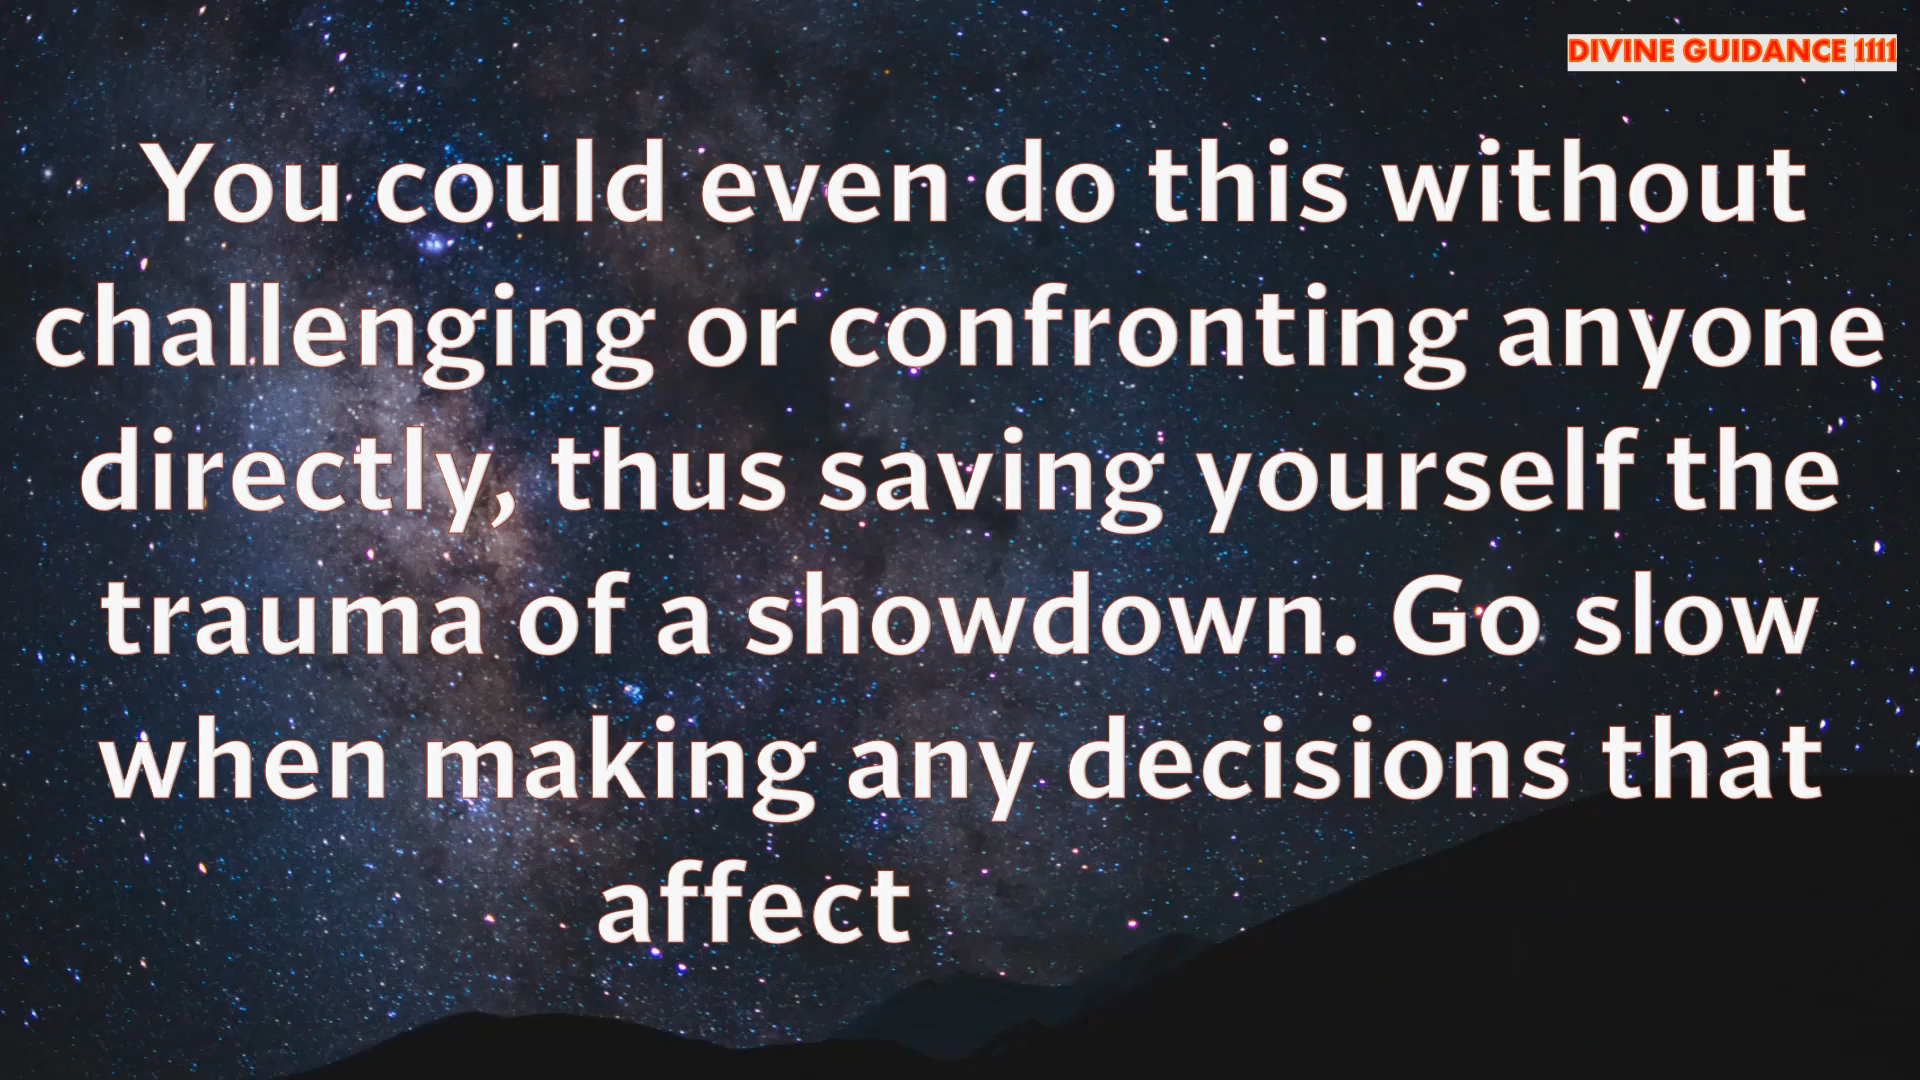 DIVINE GUIDANCE 1111
You could even do this without
challenging or confronting anyone
directly, thus saving yourself the
trauma of a showdown. Go slow
when making any decisions that
affect